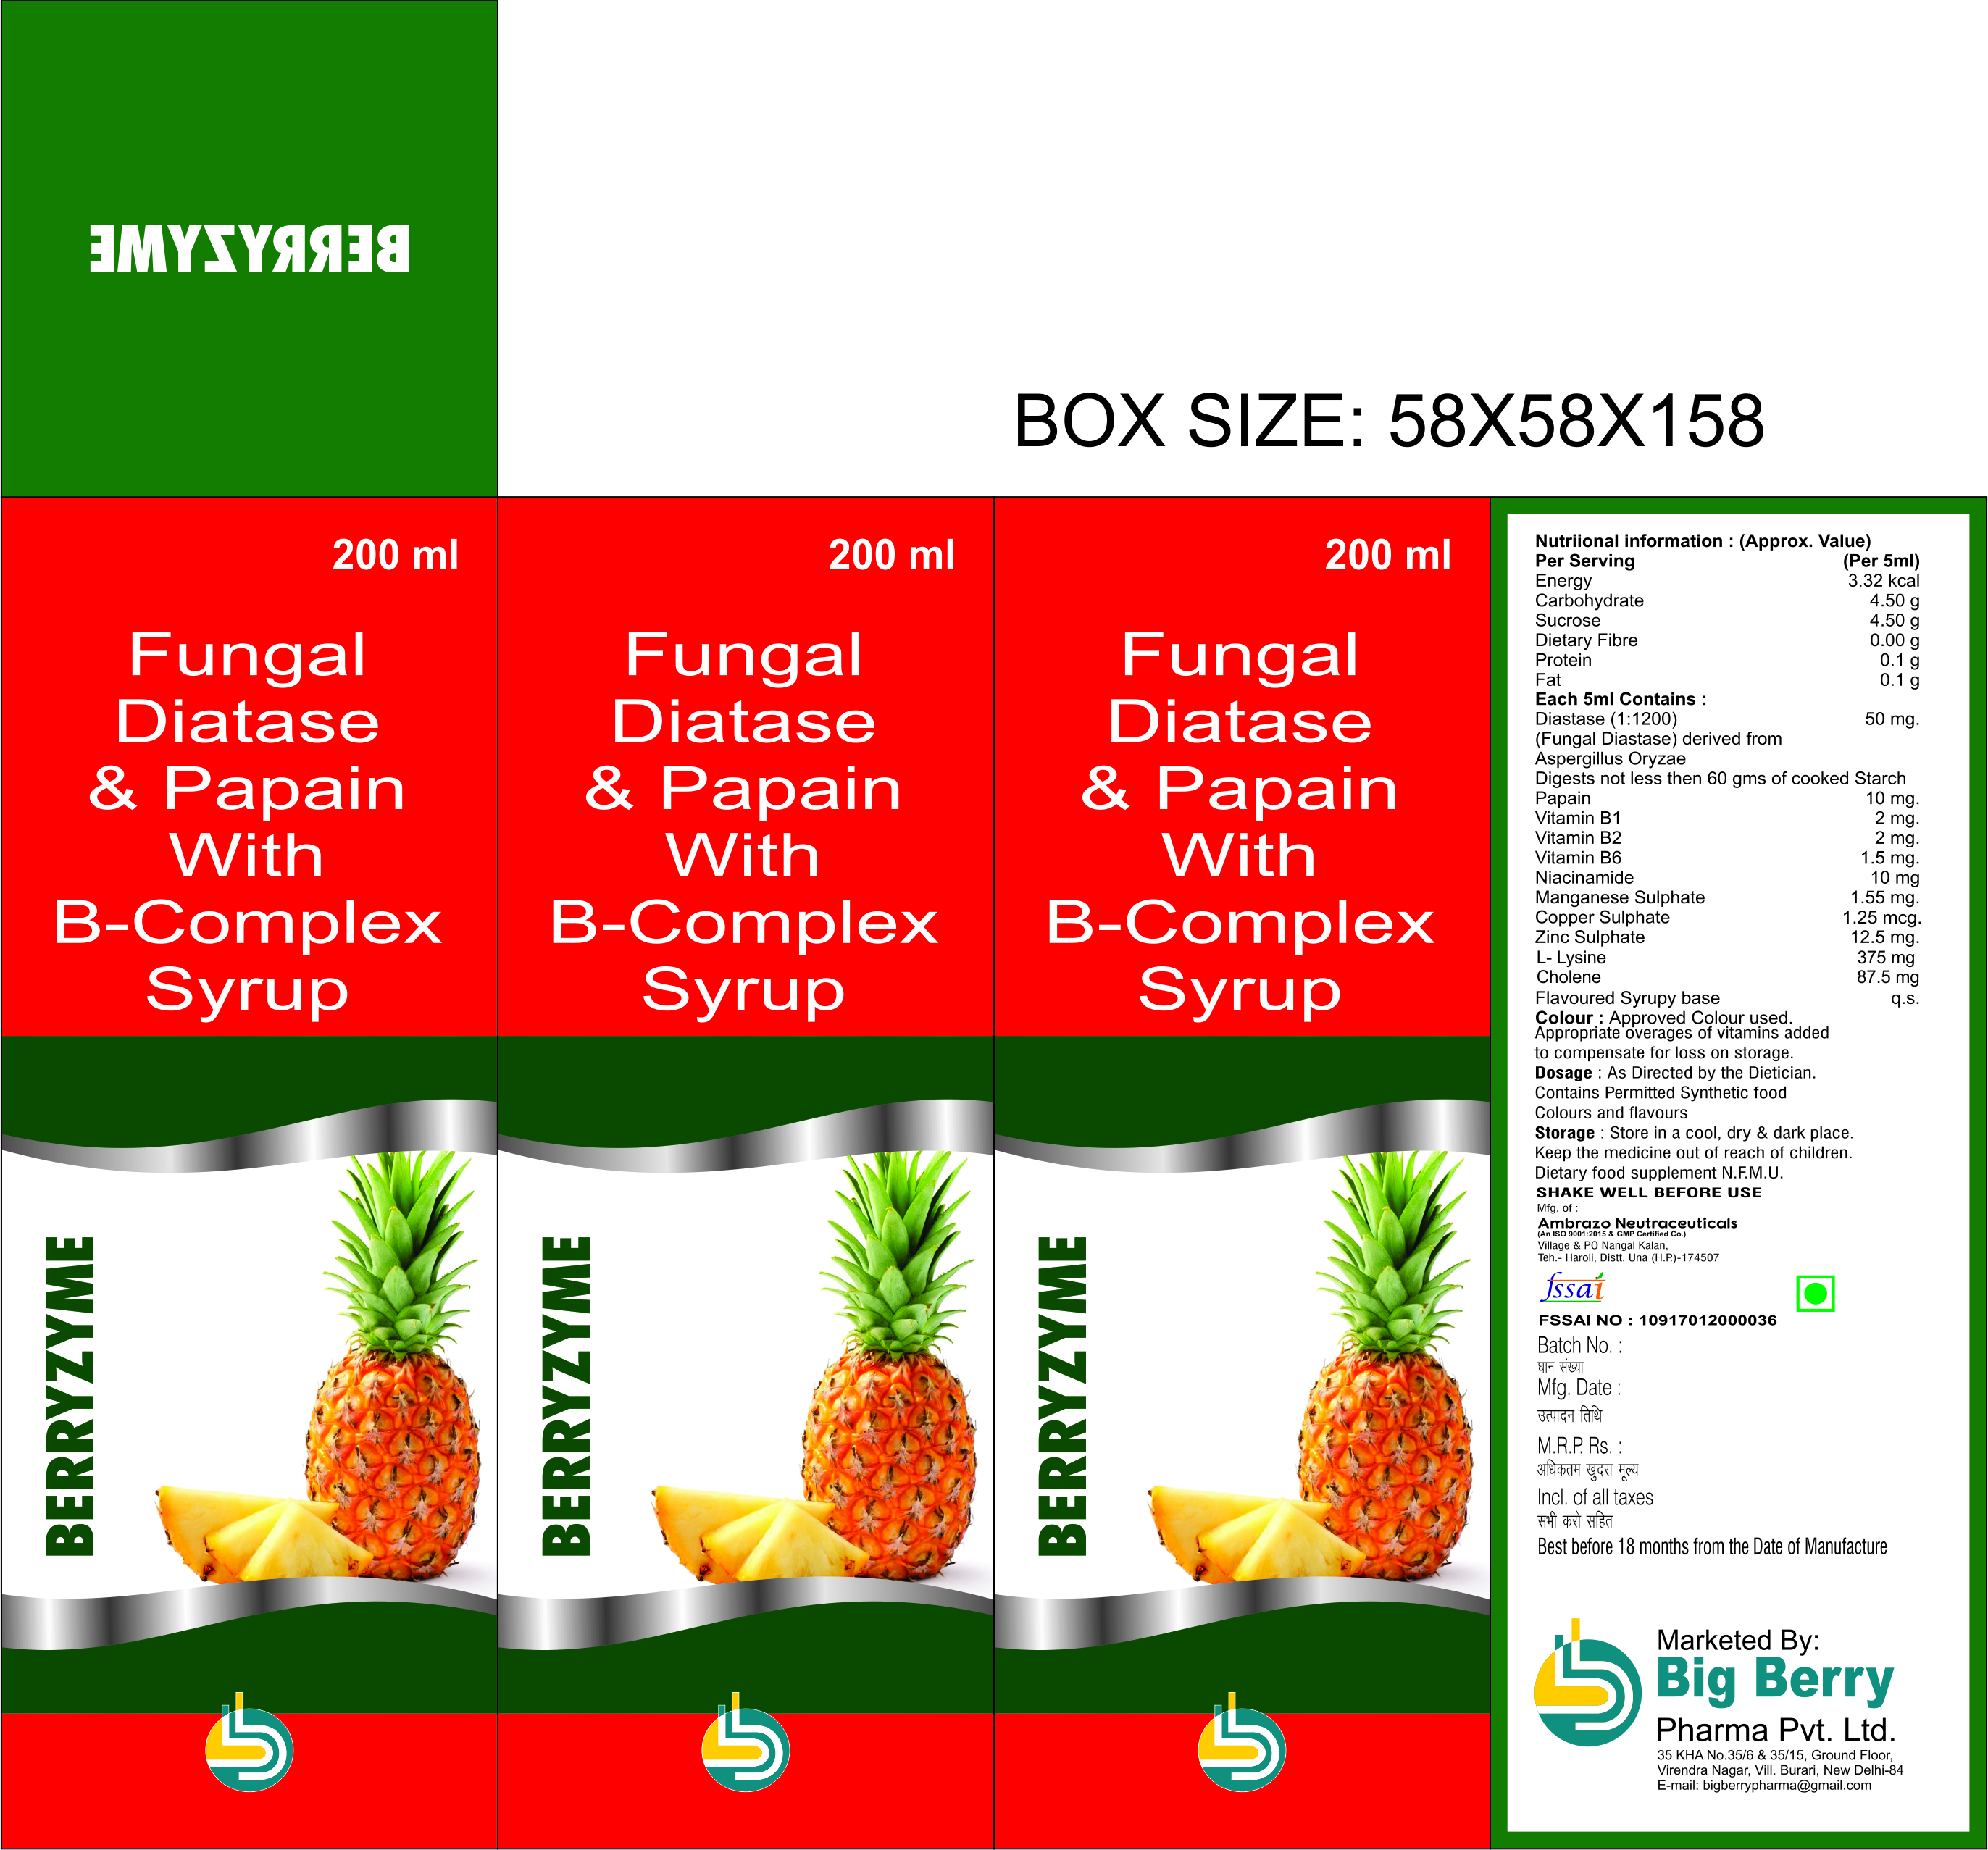 BERRYZYME
BOX SIZE: 58X58X158
200 ml
Fungal
Diatase
& Papain
With
B-Complex
Syrup
BERRYZYME
200 ml
Fungal
Diatase
& Papain
With
B-Complex
Syrup
BERRYZYME
200 ml
Fungal
Diatase
& Papain
With
B-Complex
Syrup
BERRYZYME
Nutriional information : (Approx. Value)
Per Serving (Per 5ml)
Energy 3.32 kcal
Carbohydrate 4.50 g
Sucrose 4.50 g
Dietary Fibre 0.00 g
Protein 0.1 g
Fat 0.1 g
Each 5ml Contains :
Diastase (1:1200) 50 mg.
(Fungal Diastase) derived from
Aspergillus Oryzae
Digests not less then 60 gms of cooked Starch
Papain 10 mg.
Vitamin B1 2 mg.
Vitamin B2 2 mg.
Vitamin B6 1.5 mg.
Niacinamide 10 mg
Manganese Sulphate 1.55 mg.
Copper Sulphate 1.25 mcg.
Zinc Sulphate 12.5 mg.
L- Lysine 375 mg
Cholene 87.5 mg
Flavoured Syrupy base q.s.
Colour : Approved Colour used.
Appropriate overages of vitamins added
to compensate for loss on storage.
Dosage : As Directed by the Dietician.
Contains Permitted Synthetic food
Colours and flavours
Storage : Store in a cool, dry & dark place.
Keep the medicine out of reach of children.
Dietary food supplement N.F.M.U.
SHAKE WELL BEFORE USE
Mfg. of :
Ambrazo Neutraceuticals
(An ISO 9001:2015 & GMP Certified Co.)
Village & PO Nangal Kalan,
Teh.- Haroli, Distt. Una (H.P.)-174507
fssai
FSSAI NO : 10917012000036
Batch No. :
घान संख्या
Mfg. Date :
उत्पादन तिथि
M.R.P. Rs. :
अधिकतम खुदरा मूल्य
Incl. of all taxes
सभी करो सहित
Best before 18 months from the Date of Manufacture
Marketed By:
Big Berry
Pharma Pvt. Ltd.
35 KHA No.35/6 & 35/15, Ground Floor,
Virendra Nagar, Vill. Burari, New Delhi-84
E-mail: bigberrypharma@gmail.com